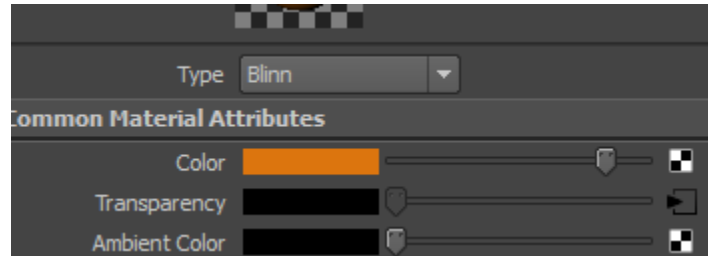 Type Blinn
Common Material Attributes
Color
Transparency
Ambient Color